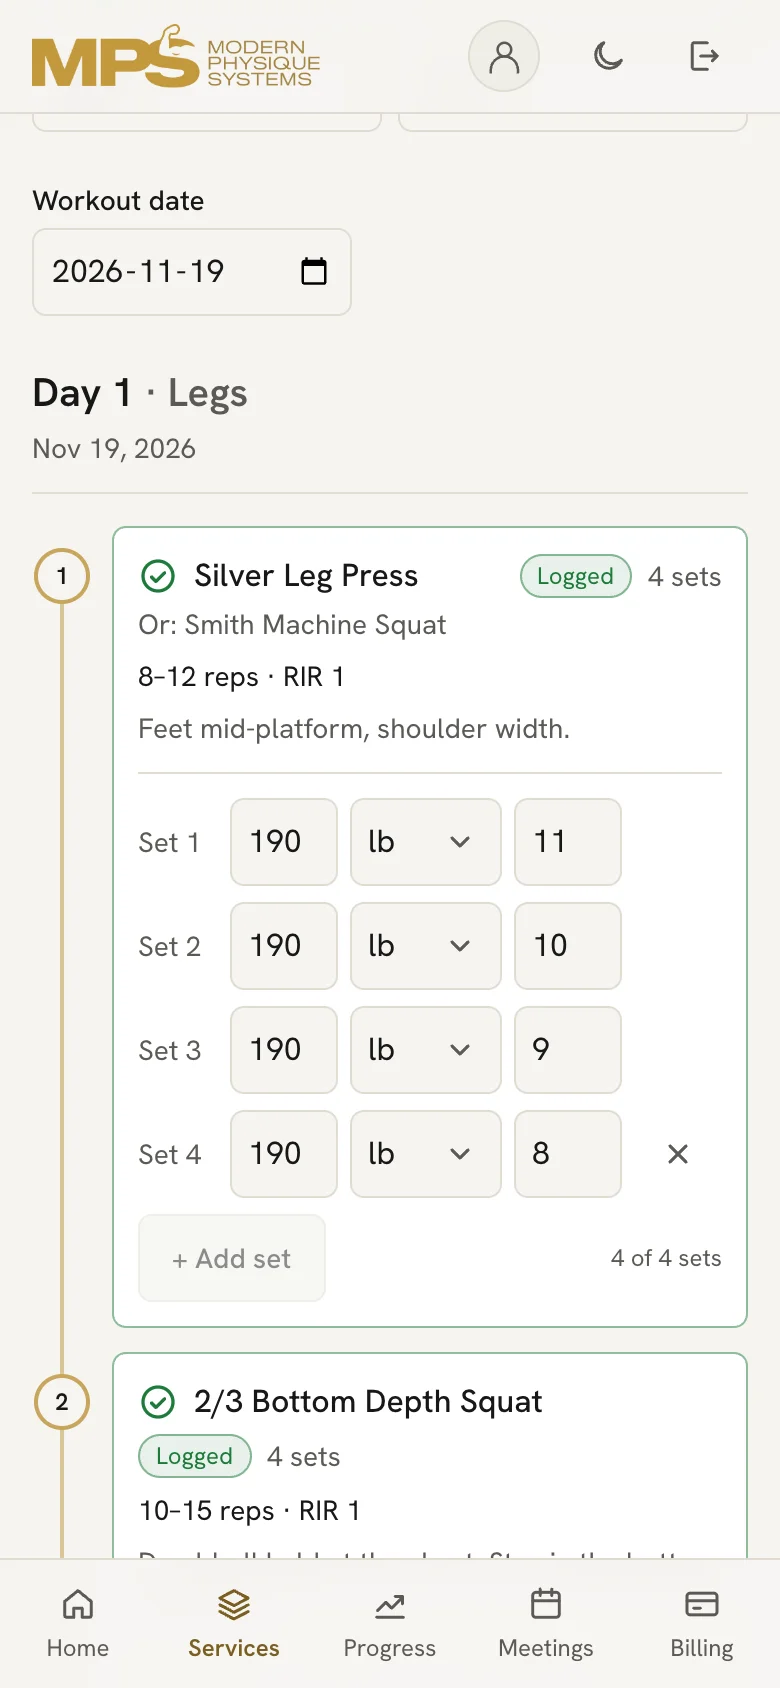 MPS MODERN
PHYSIQUE
SYSTEMS
Workout date
2026-11-19
Day 1 · Legs
Nov 19, 2026
1
Silver Leg Press Logged 4 sets
Or: Smith Machine Squat
8–12 reps · RIR 1
Feet mid-platform, shoulder width.
Set 1 190 lb 11
Set 2 190 lb 10
Set 3 190 lb 9
Set 4 190 lb 8
+ Add set 4 of 4 sets
2
2/3 Bottom Depth Squat
Logged 4 sets
10–15 reps · RIR 1
Home Services Progress Meetings Billing